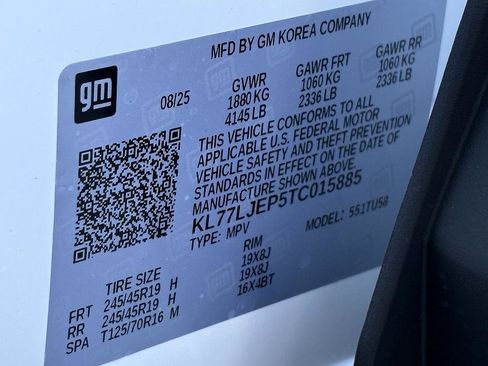 MFD BY GM KOREA COMPANY
gm
08/25 GVWR GAWR FRT GAWR RR
1880 KG 1060 KG 1060 KG
4145 LB 2336 LB 2336 LB
THIS VEHICLE CONFORMS TO ALL
APPLICABLE U.S. FEDERAL MOTOR
VEHICLE SAFETY AND THEFT PREVENTION
STANDARDS IN EFFECT ON THE DATE OF
MANUFACTURE SHOWN ABOVE.
KL77LJEP5TC015885
TYPE: MPV MODEL: 551TU58
TIRE SIZE RIM
FRT 245/45R19 H 19X8J
RR 245/45R19 H 19X8J
SPA T125/70R16 M 16X4BT